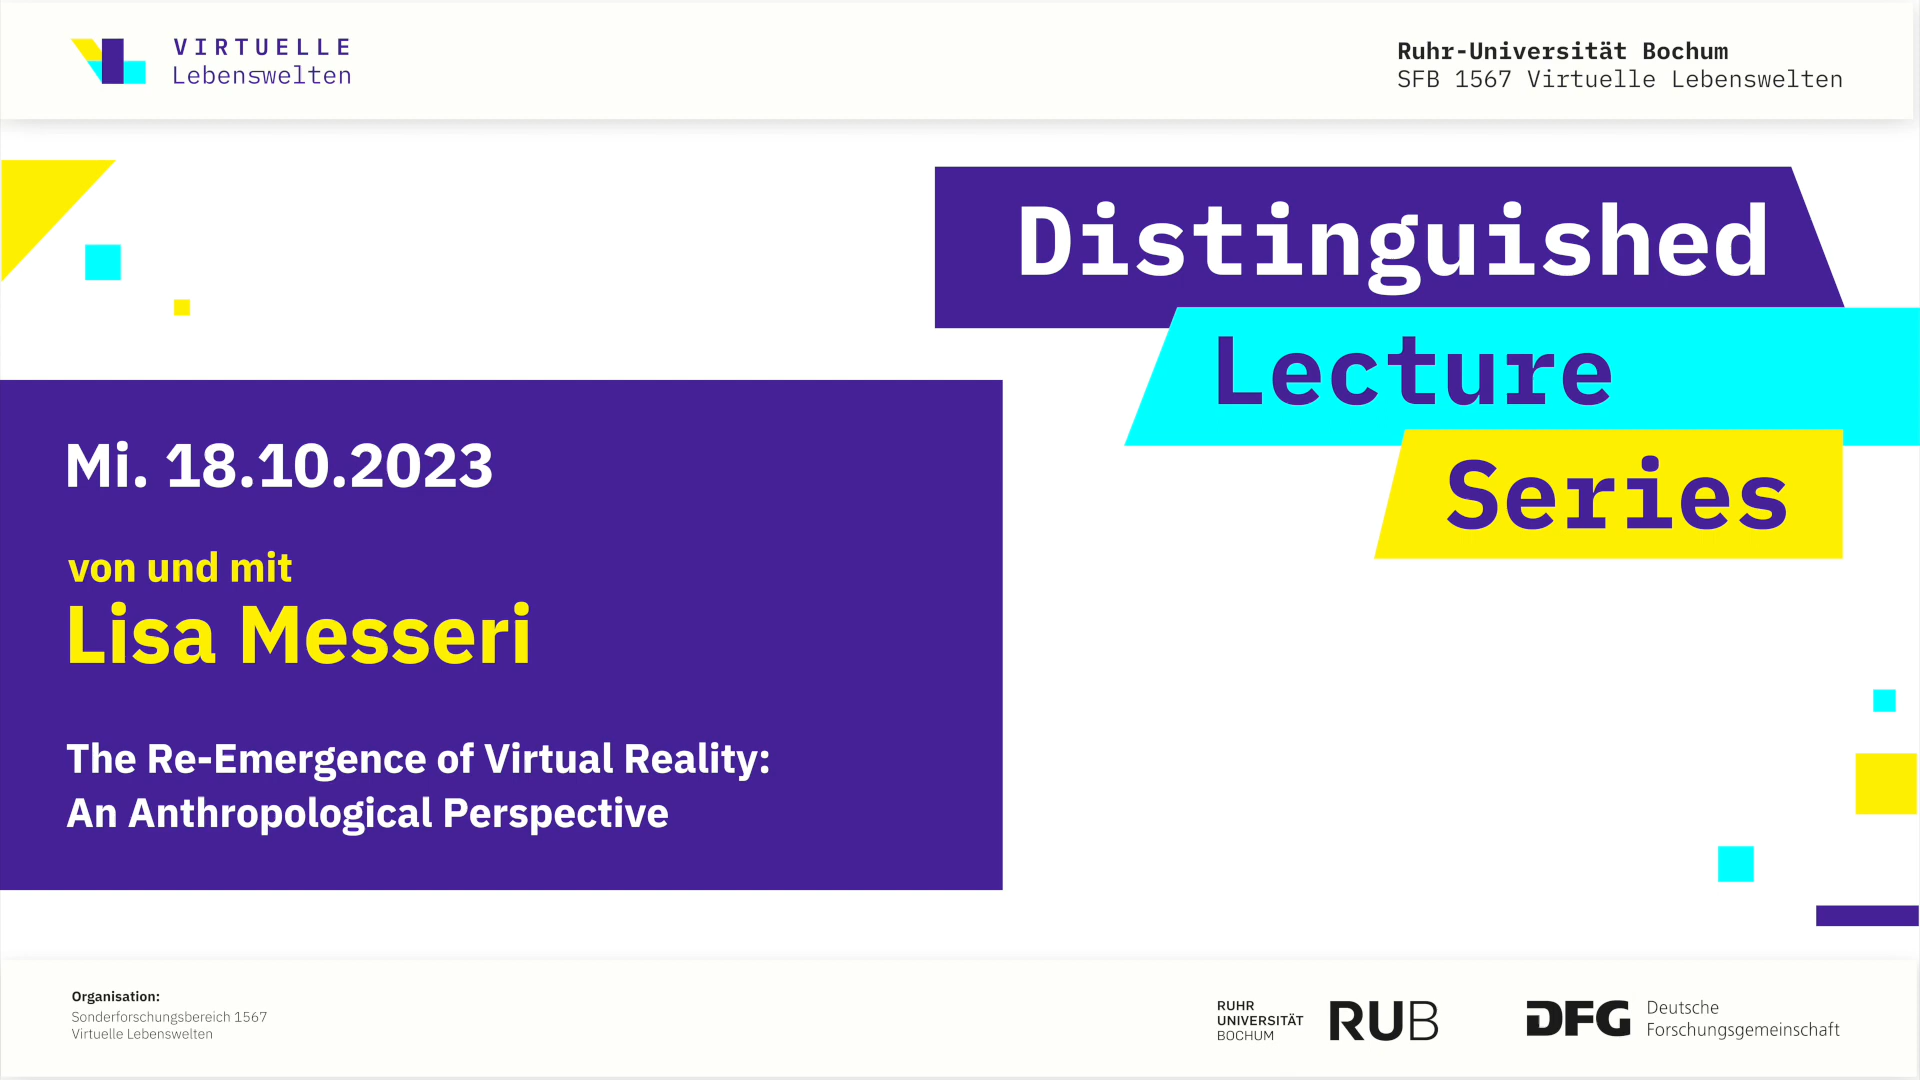 VIRTUELLE
Lebenswelten
Ruhr-Universität Bochum
SFB 1567 Virtuelle Lebenswelten
Distinguished
Lecture
Series
Mi. 18.10.2023
von und mit
Lisa Messeri
The Re-Emergence of Virtual Reality:
An Anthropological Perspective
Organisation:
Sonderforschungsbereich 1567
Virtuelle Lebenswelten
RUHR
UNIVERSITÄT
BOCHUM
RUB
DFG
Deutsche
Forschungsgemeinschaft